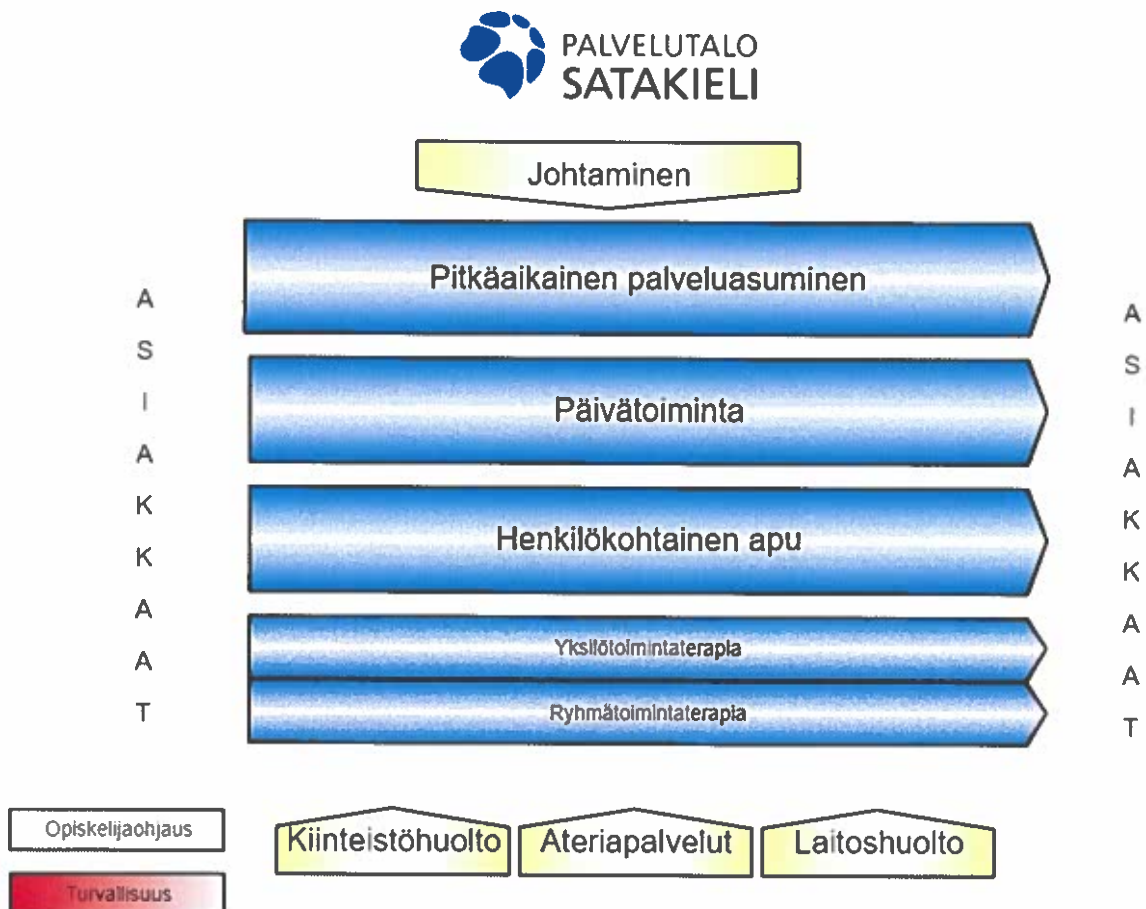 PALVELUTALO
SATAKIELI
Johtaminen
Pitkäaikainen palveluasuminen
Päivätoiminta
Henkilökohtainen apu
Yksilötoimintaterapia
Ryhmätoimintaterapia
A
S
I
A
K
K
A
A
T
A
S
I
A
K
K
A
A
T
Opiskelijaohjaus
Turvallisuus
Kiinteistöhuolto
Ateriapalvelut
Laitoshuolto